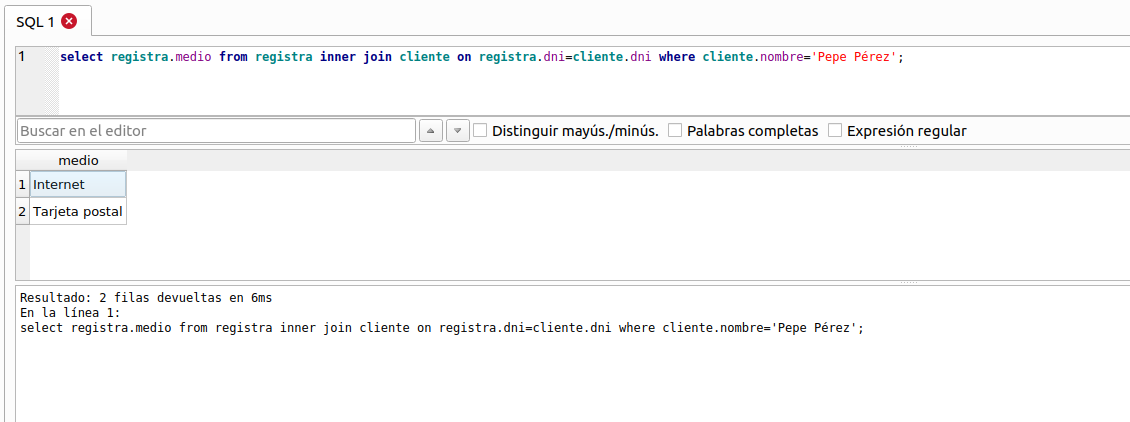 SQL 1
1 select registra.medio from registra inner join cliente on registra.dni=cliente.dni where cliente.nombre='Pepe Pérez';
Buscar en el editor Distinguir mayús./minús. Palabras completas Expresión regular
medio
1 Internet
2 Tarjeta postal
Resultado: 2 filas devueltas en 6ms
En la línea 1:
select registra.medio from registra inner join cliente on registra.dni=cliente.dni where cliente.nombre='Pepe Pérez';